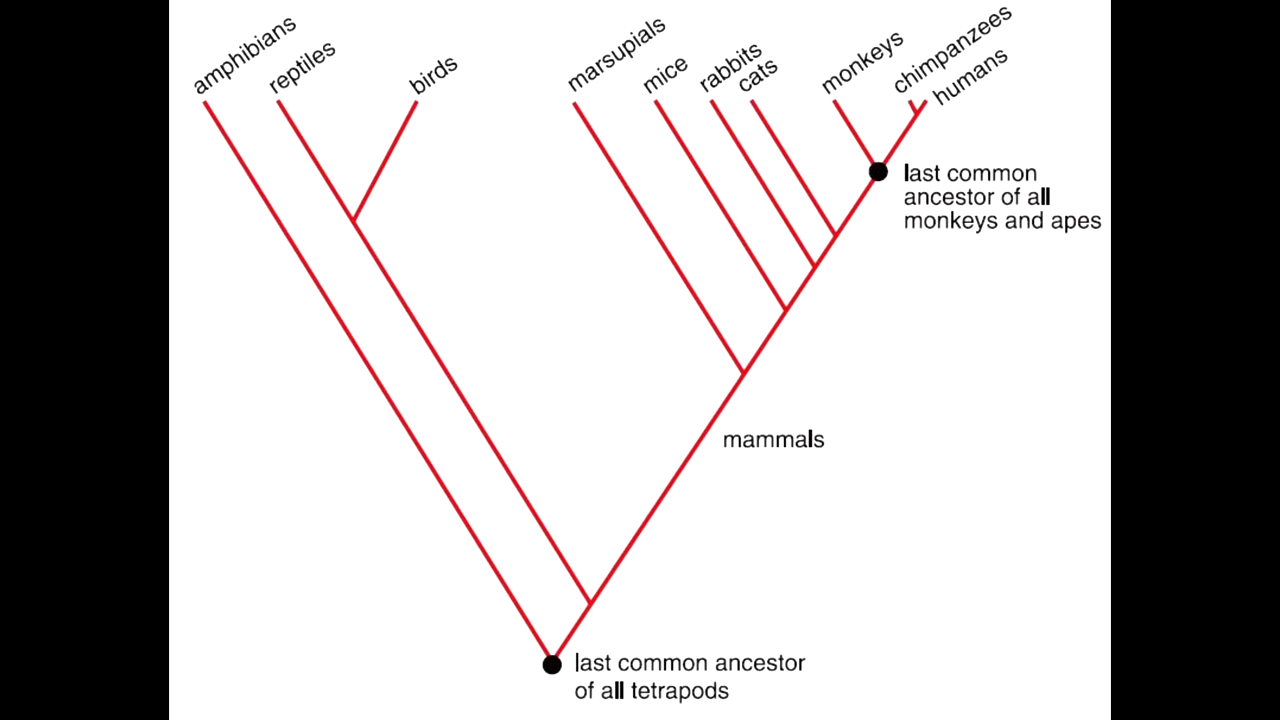 amphibians
reptiles
birds
marsupials
mice
rabbits
cats
monkeys
chimpanzees
humans
last common
ancestor of all
monkeys and apes
mammals
last common ancestor
of all tetrapods